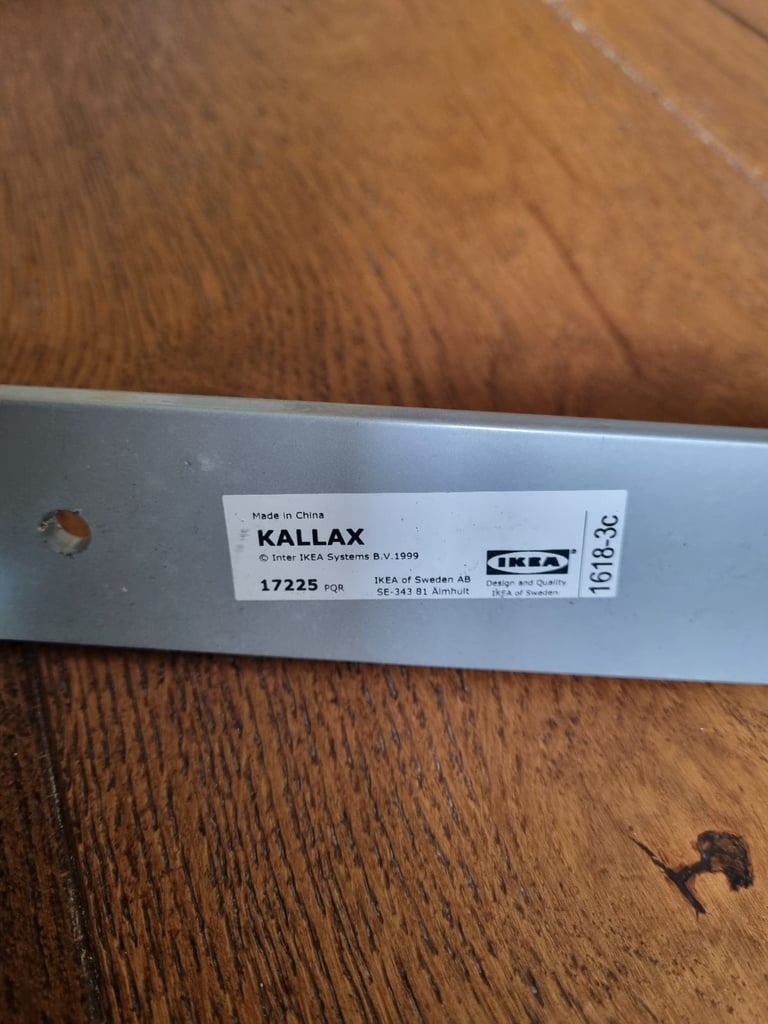 Made in China
KALLAX
© Inter IKEA Systems B.V.1999
17225 PQR
IKEA of Sweden AB
SE-343 81 Älmhult
IKEA®
Design and Quality
IKEA of Sweden
1618-3c